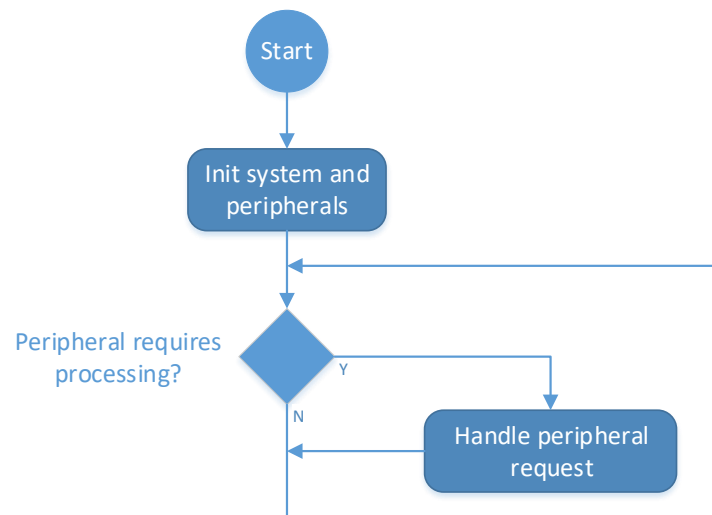 Start
Init system and
peripherals
Peripheral requires
processing?
Y
N
Handle peripheral
request